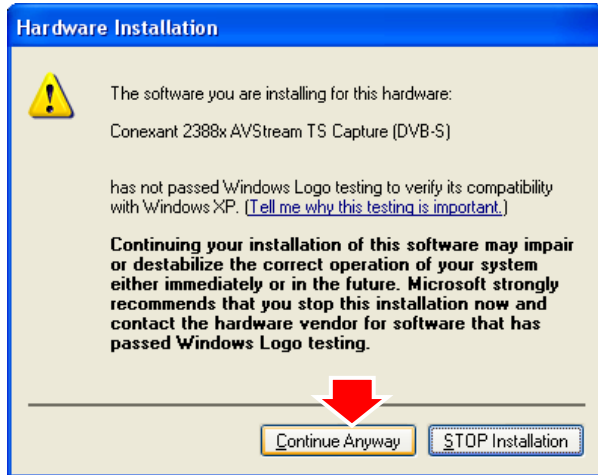 Hardware Installation
The software you are installing for this hardware:
Conexant 2388x AVStream TS Capture (DVB-S)
has not passed Windows Logo testing to verify its compatibility
with Windows XP. (Tell me why this testing is important.)
Continuing your installation of this software may impair
or destabilize the correct operation of your system
either immediately or in the future. Microsoft strongly
recommends that you stop this installation now and
contact the hardware vendor for software that has
passed Windows Logo testing.
Continue Anyway
STOP Installation